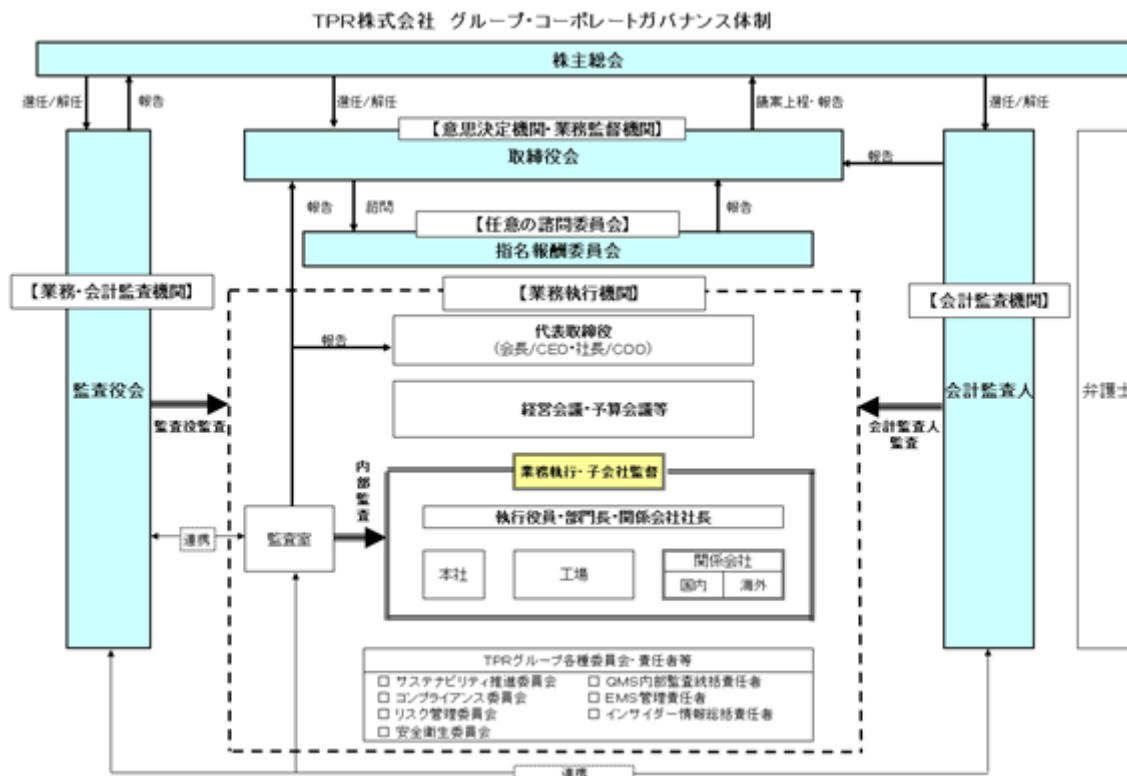 TPR株式会社 グループ・コーポレートガバナンス体制
株主総会
選任/解任
報告
選任/解任
議案上程・報告
選任/解任
【意思決定機関・業務監督機関】
取締役会
報告
報告
諮問
報告
【任意の諮問委員会】
指名報酬委員会
【業務・会計監査機関】
【業務執行機関】
【会計監査機関】
代表取締役
(会長/CEO・社長/COO)
報告
監査役会
会計監査人
弁護士
経営会議・予算会議等
監査役監査
会計監査人
監査
業務執行・子会社監督
内部監査
執行役員・部門長・関係会社社長
監査室
連携
本社
工場
関係会社
国内
海外
TPRグループ各種委員会・責任者等
□ サステナビリティ推進委員会
□ QMS内部監査統括責任者
□ コンプライアンス委員会
□ EMS管理責任者
□ リスク管理委員会
□ インサイダー情報総括責任者
□ 安全衛生委員会
連携